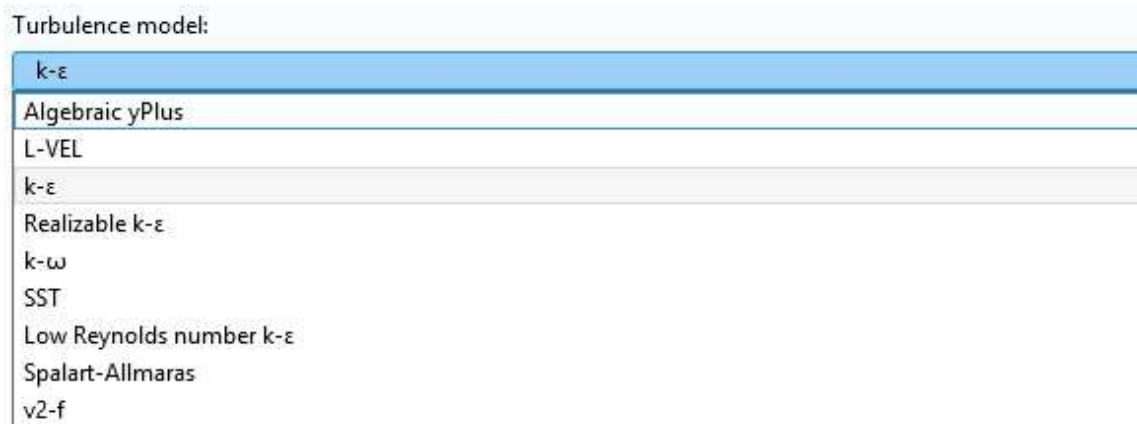 Turbulence model:
k-ε
Algebraic yPlus
L-VEL
k-ε
Realizable k-ε
k-ω
SST
Low Reynolds number k-ε
Spalart-Allmaras
v2-f